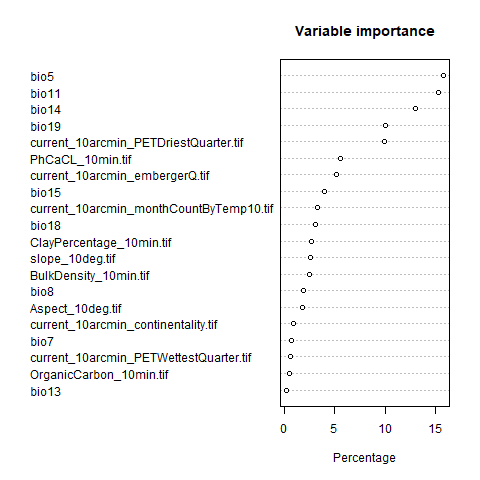 Variable importance
bio5
bio11
bio14
bio19
current_10arcmin_PETDriestQuarter.tif
PhCaCL_10min.tif
current_10arcmin_embergerQ.tif
bio15
current_10arcmin_monthCountByTemp10.tif
bio18
ClayPercentage_10min.tif
slope_10deg.tif
BulkDensity_10min.tif
bio8
Aspect_10deg.tif
current_10arcmin_continentality.tif
bio7
current_10arcmin_PETWettestQuarter.tif
OrganicCarbon_10min.tif
bio13
0 5 10 15
Percentage